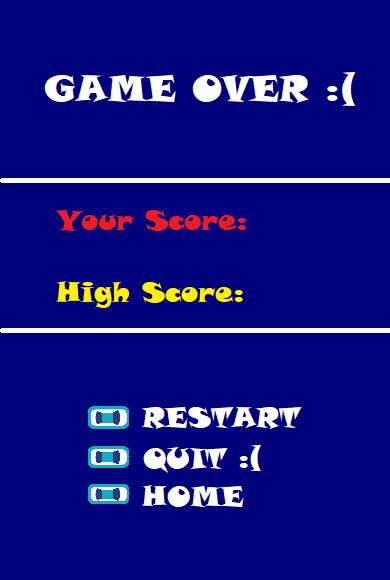 GAME OVER :(
Your Score:
High Score:
RESTART
QUIT :(
HOME